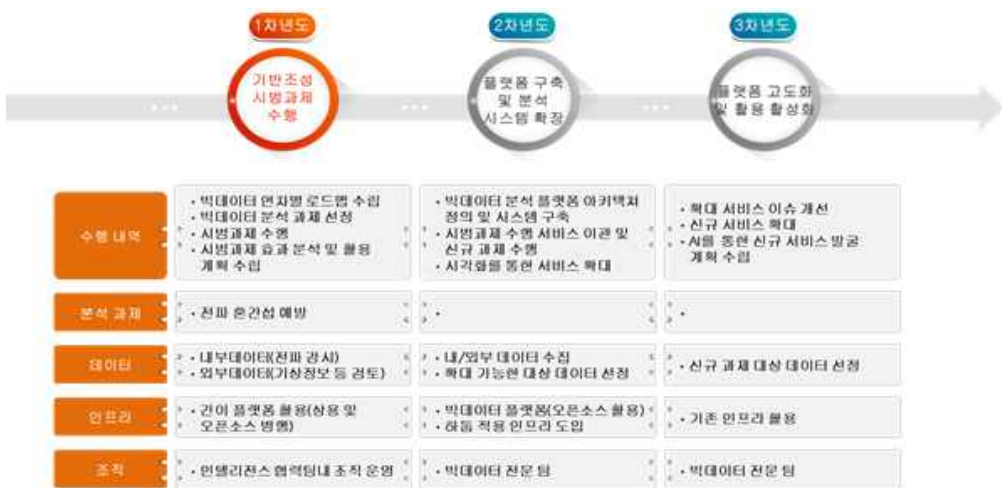 1차년도
2차년도
3차년도
기반조성
시범과제
수행
플랫폼 구축
및 분석
시스템 확장
플랫폼 고도화
및 활용 활성화
수행 내역
• 빅데이터 연차별 로드맵 수립
• 빅데이터 분석 과제 선정
• 시범과제 수행
• 시범과제 효과 분석 및 활용
계획 수립
• 빅데이터 분석 플랫폼 아키텍처
정의 및 시스템 구축
• 시범과제 수행 서비스 이관 및
신규 과제 수행
• 시각화를 통한 서비스 확대
• 확대 서비스 이슈 개선
• 신규 서비스 확대
• AI를 통한 신규 서비스 발굴
계획 수립
분석 과제
• 전파 혼간섭 예방
•
•
데이터
• 내부데이터(전파 감시)
• 외부데이터(기상정보 등 검토)
• 내/외부 데이터 수집
• 확대 가능한 대상 데이터 선정
• 신규 과제 대상 데이터 선정
인프라
• 간이 플랫폼 활용(상용 및
오픈소스 병행)
• 빅데이터 플랫폼(오픈소스 활용)
• 하둡 적용 인프라 도입
• 기존 인프라 활용
조직
• 인텔리전스 협력팀내 조직 운영
• 빅데이터 전문 팀
• 빅데이터 전문 팀